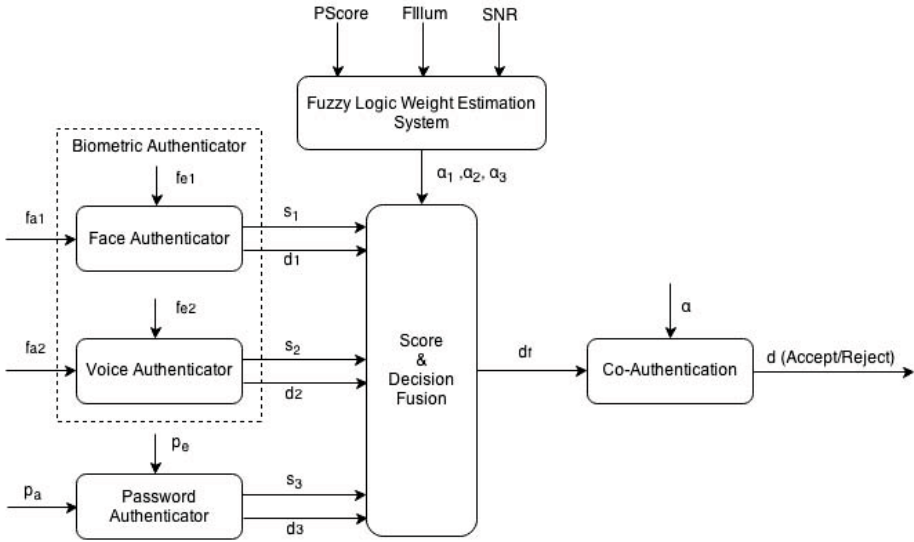 PScore
FIllum
SNR
Fuzzy Logic Weight Estimation
System
α1 ,α2, α3
Biometric Authenticator
fe1
fa1
Face Authenticator
s1
d1
fe2
fa2
Voice Authenticator
s2
d2
Score
&
Decision
Fusion
df
α
Co-Authentication
d (Accept/Reject)
pe
pa
Password
Authenticator
s3
d3